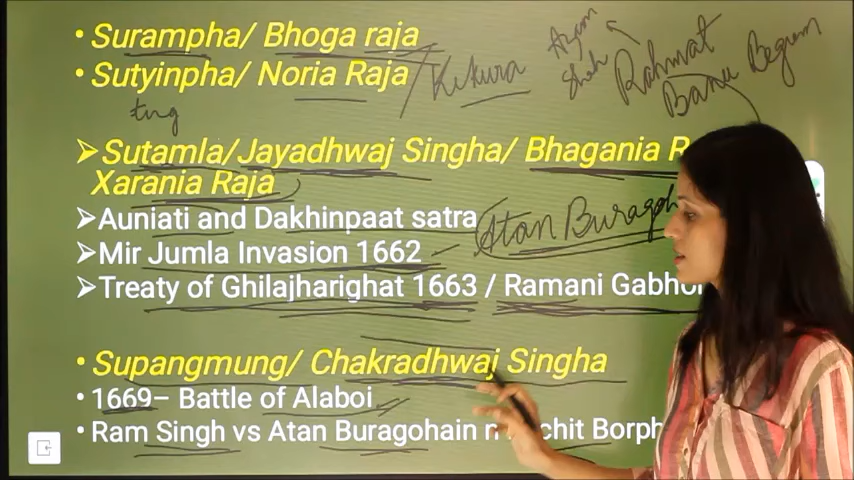 • Surampha/ Bhoga raja
• Sutyinpha/ Noria Raja
/ Kekura
tug
Azam
Shah
Rahmat
Banu Begum
➤Sutamla/Jayadhwaj Singha/ Bhagania R
Xarania Raja
➤Auniati and Dakhinpaat satra
Atan Buragoh
➤Mir Jumla Invasion 1662
➤Treaty of Ghilajharighat 1663 / Ramani Gabho
• Supangmung/ Chakradhwaj Singha
• 1669– Battle of Alaboi
• Ram Singh vs Atan Buragohain n chit Borph